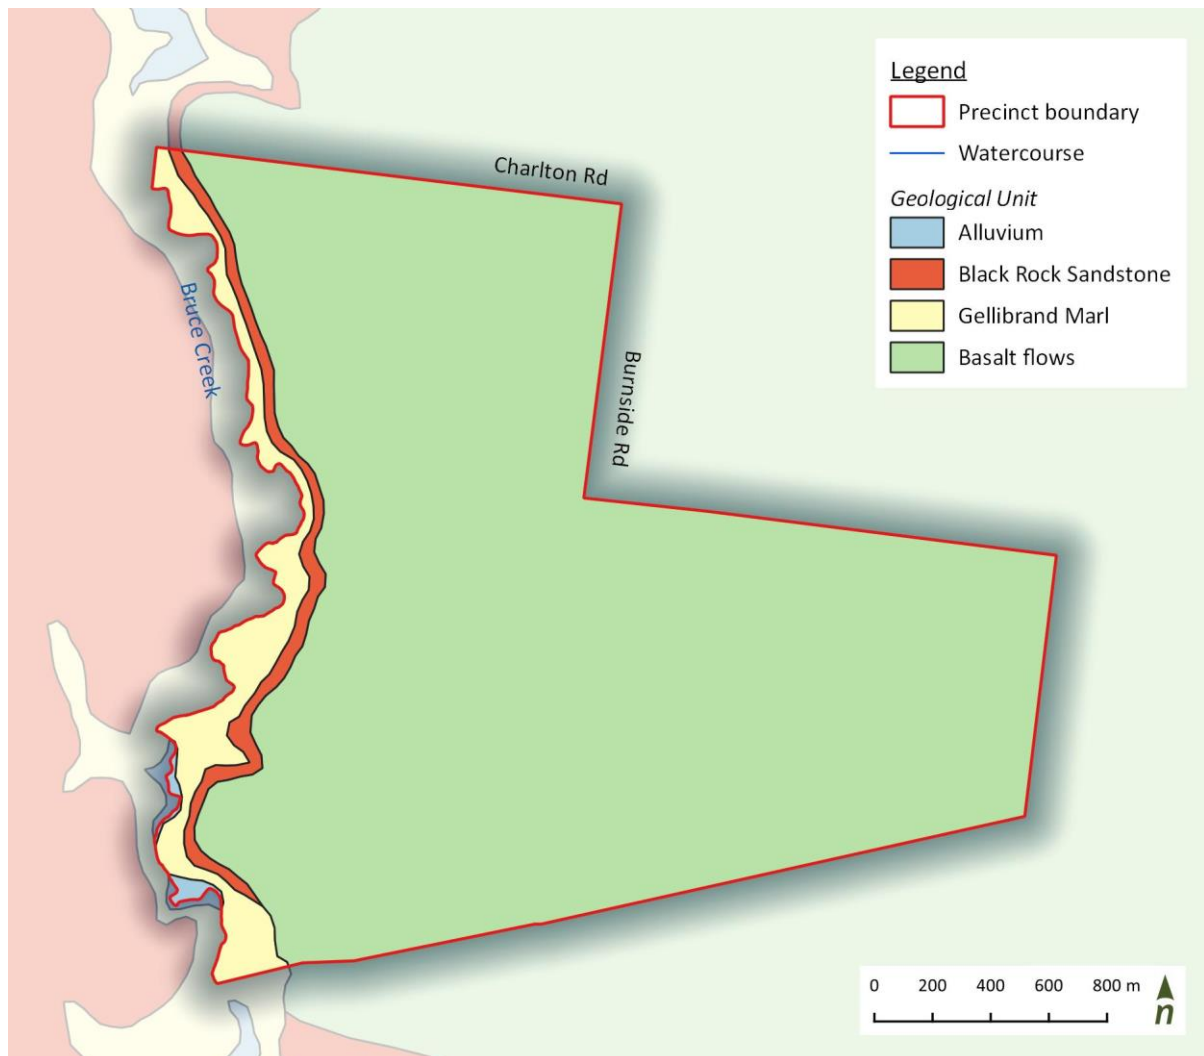 Legend
Precinct boundary
Watercourse
Geological Unit
Alluvium
Black Rock Sandstone
Gellibrand Marl
Basalt flows
Charlton Rd
Burnside Rd
Bruce Creek
0 200 400 600 800 m
n